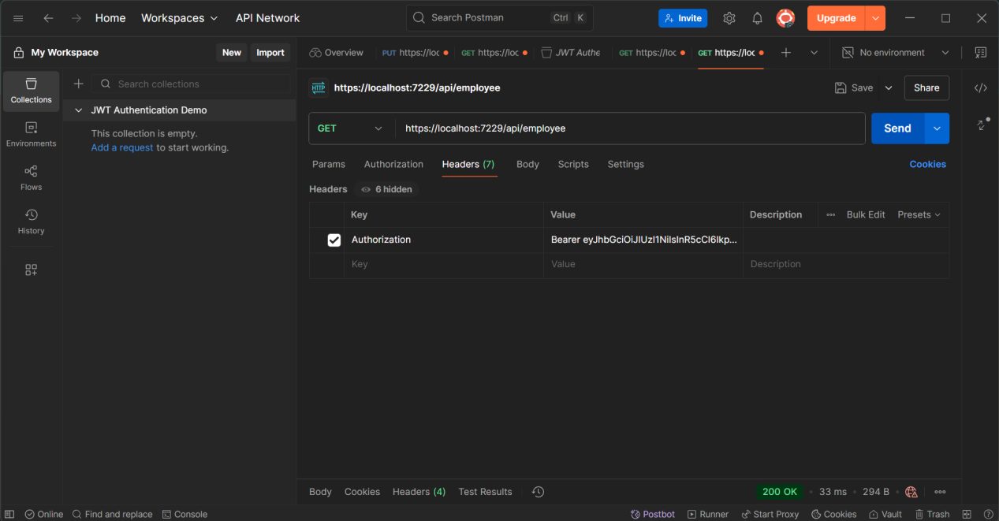 Home Workspaces API Network Search Postman Ctrl K Invite Upgrade
My Workspace New Import Overview PUT https://loc GET https://loc JWT Authe GET https://loc GET https://loc No environment
Search collections
Collections
HTTP https://localhost:7229/api/employee Save Share
JWT Authentication Demo
This collection is empty.
Add a request to start working.
GET https://localhost:7229/api/employee Send
Environments
Flows
History
Params Authorization Headers (7) Body Scripts Settings Cookies
Headers 6 hidden
Key Value Description Bulk Edit Presets
Authorization Bearer eyJhbGciOiJIUzI1NiIsInR5cCI6Ikp...
Key Value Description
Body Cookies Headers (4) Test Results 200 OK 33 ms 294 B
Online Find and replace Console Postbot Runner Start Proxy Cookies Vault Trash